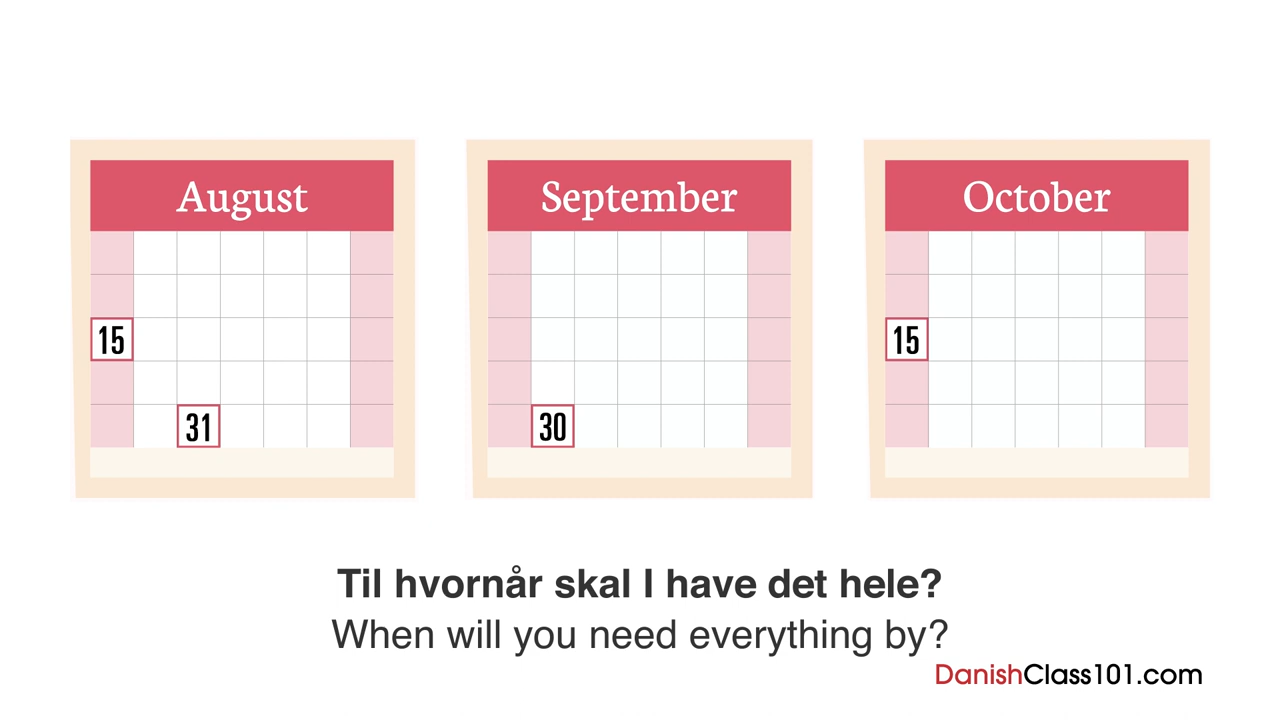 August
September
October
15
15
31
30
Til hvornår skal I have det hele?
When will you need everything by?
DanishClass101.com